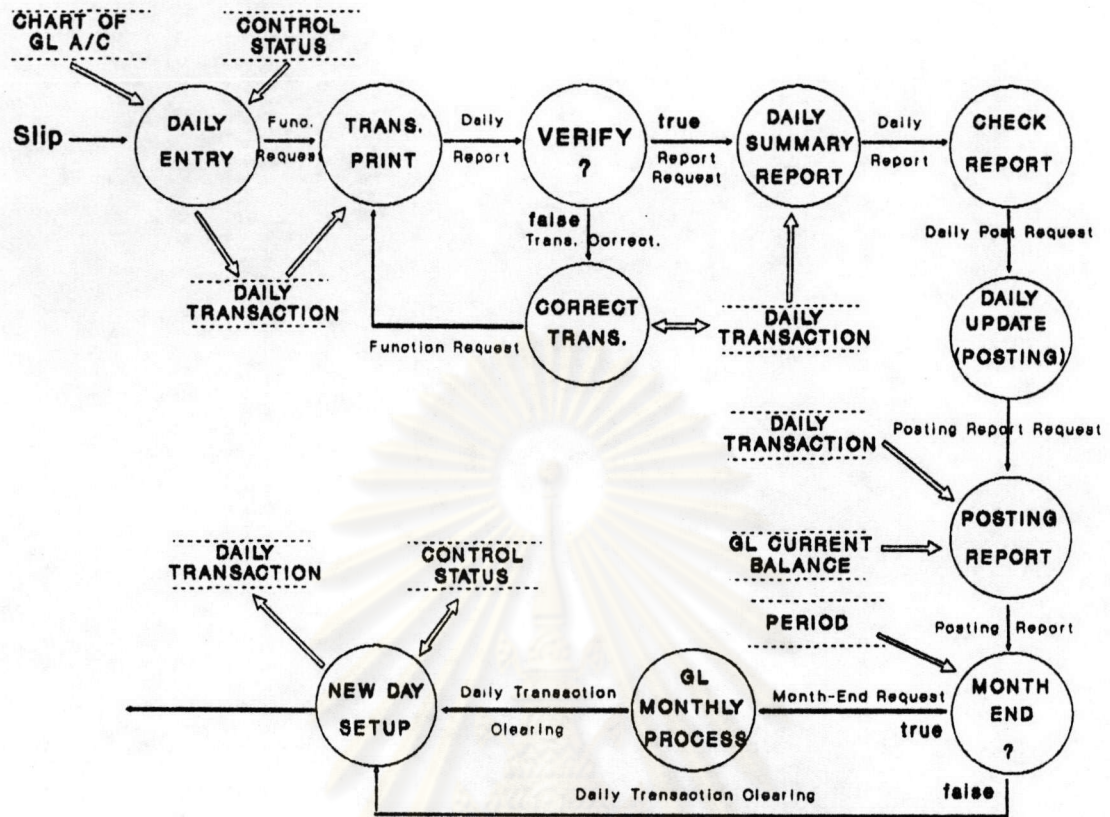 CHART OF
GL A/C
CONTROL
STATUS
Slip
DAILY
ENTRY
Func.
Request
TRANS.
PRINT
Daily
Report
VERIFY
?
true
Report
Request
DAILY
SUMMARY
REPORT
Daily
Report
CHECK
REPORT
false
Trans. Correct.
Daily Post Request
DAILY
TRANSACTION
CORRECT
TRANS.
Function Request
DAILY
TRANSACTION
DAILY
UPDATE
(POSTING)
DAILY
TRANSACTION
Posting Report Request
POSTING
REPORT
GL CURRENT
BALANCE
DAILY
TRANSACTION
CONTROL
STATUS
PERIOD
Posting Report
NEW DAY
SETUP
Daily Transaction
Clearing
GL
MONTHLY
PROCESS
Month-End Request
true
MONTH
END
?
Daily Transaction Clearing
false